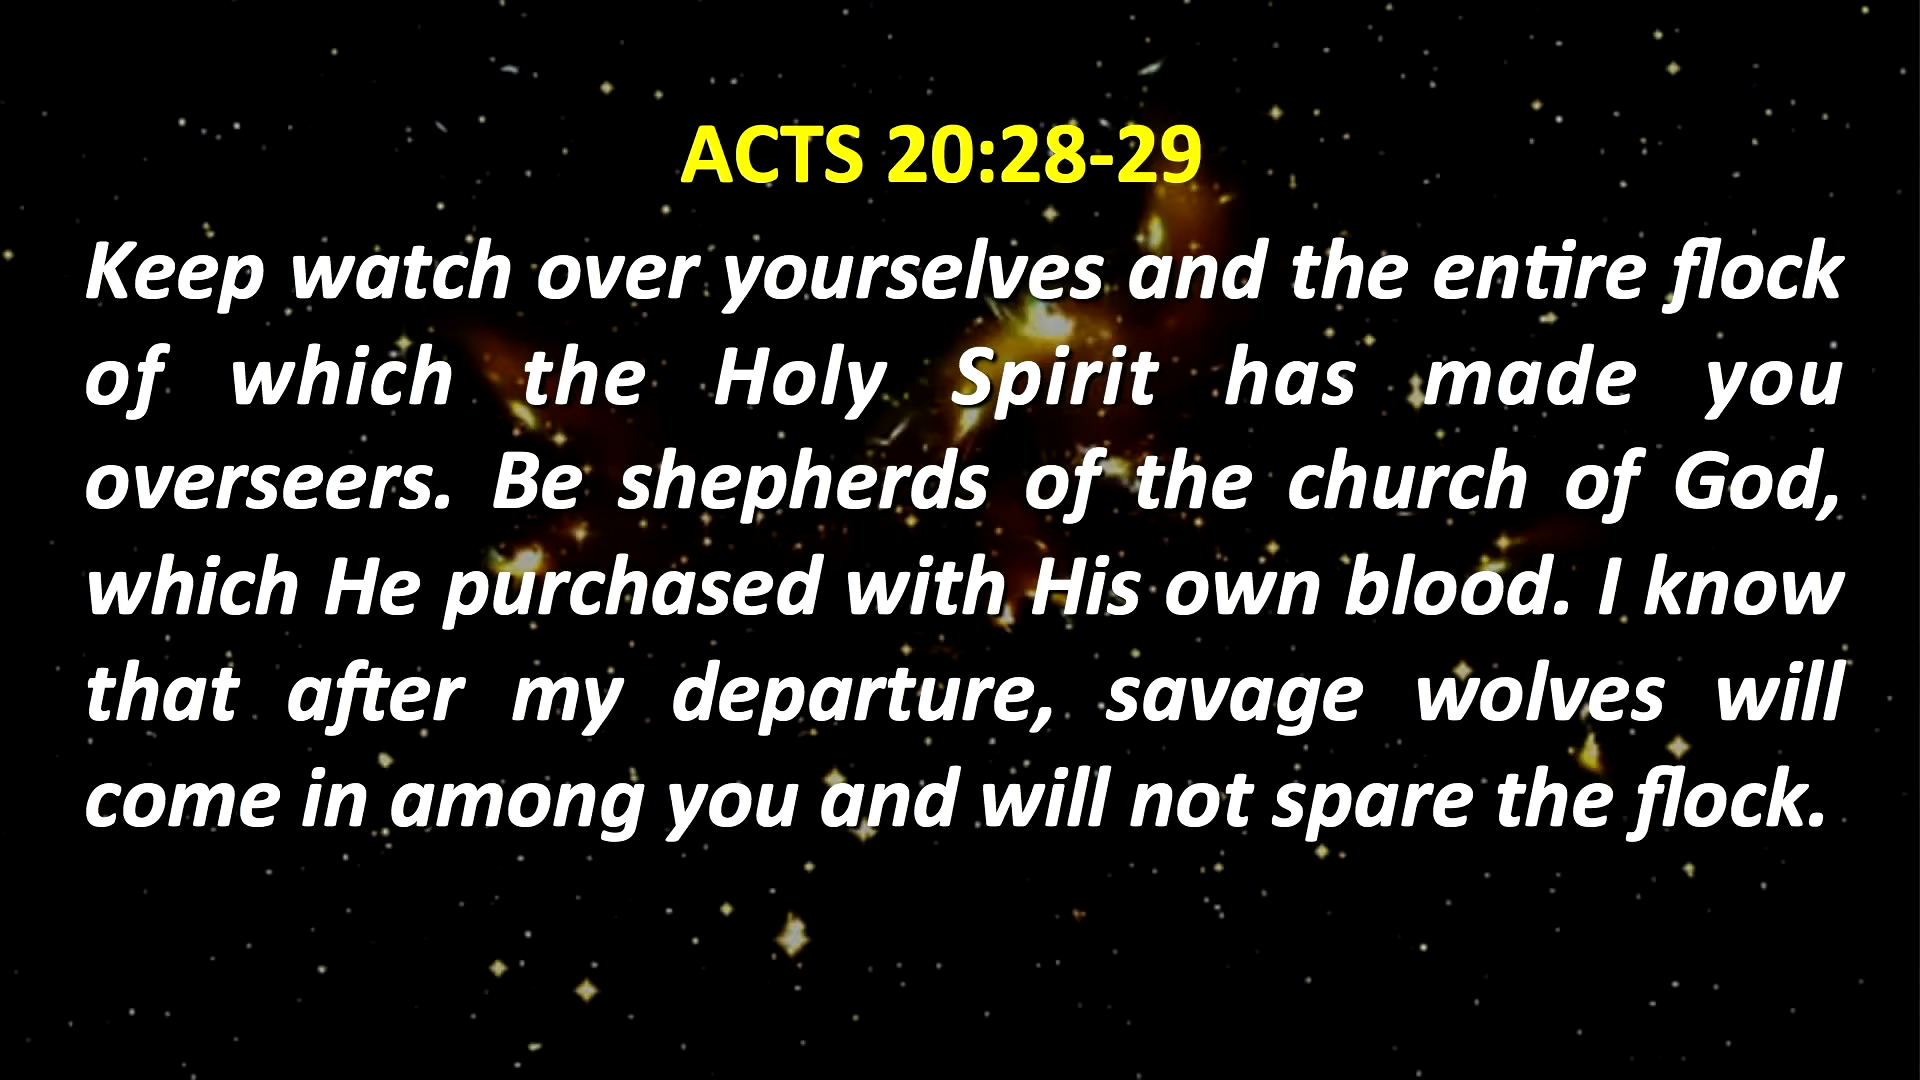 ACTS 20:28-29
Keep watch over yourselves and the entire flock
of which the Holy Spirit has made you
overseers. Be shepherds of the church of God,
which He purchased with His own blood. I know
that after my departure, savage wolves will
come in among you and will not spare the flock.